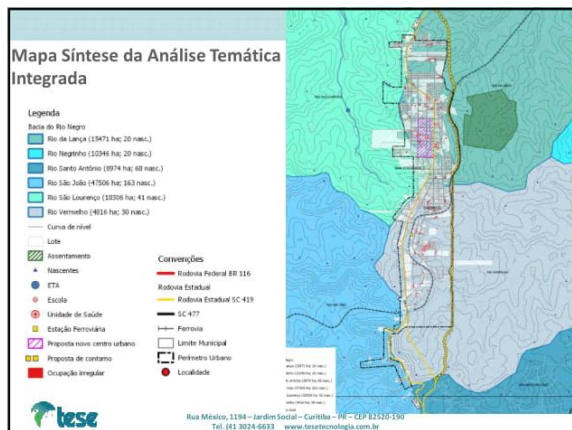 Mapa Síntese da Análise Temática
Integrada
Legenda
Bacia do Rio Negro
Rio da Lança (15471 ha; 20 nasc.)
Rio Negrinho (10346 ha; 20 nasc.)
Rio Santo Antônio (8974 ha; 68 nasc.)
Rio São João (47506 ha; 163 nasc.)
Rio São Lourenço (18306 ha; 41 nasc.)
Rio Vermelho (4816 ha; 30 nasc.)
Curva de nível
Lote
Assentamento
Nascentes
ETA
Escola
Unidade de Saúde
Estação Ferroviária
Proposta novo centro urbano
Proposta de contorno
Ocupação irregular
Convenções
Rodovia Federal BR 116
Rodovia Estadual
Rodovia Estadual SC 419
SC 477
Ferrovia
Limite Municipal
Perímetro Urbano
Localidade
tese
Rua México, 1194 – Jardim Social – Curitiba – PR – CEP 82520-190
Tel. (41 3024-6633 www.tesetecnologia.com.br